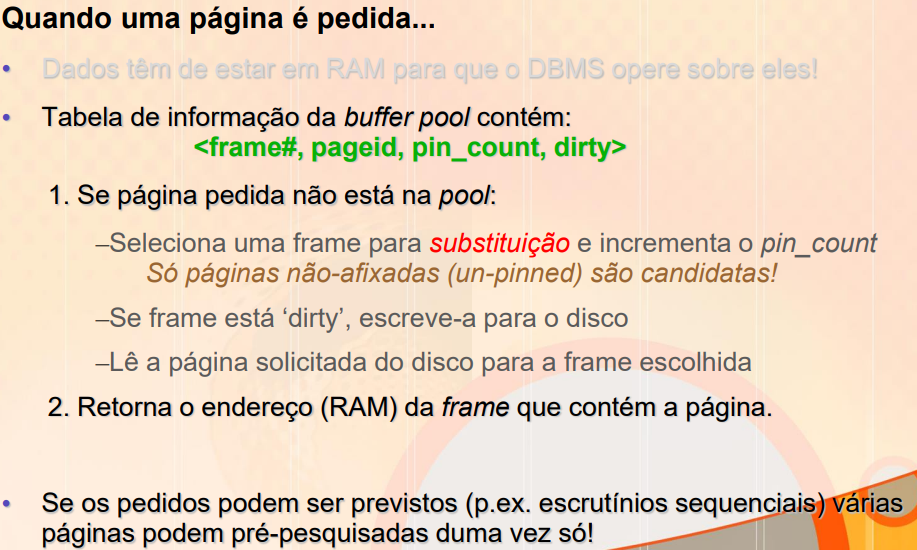 Quando uma página é pedida...
• Dados têm de estar em RAM para que o DBMS opere sobre eles!
• Tabela de informação da buffer pool contém:
<frame#, pageid, pin_count, dirty>
1. Se página pedida não está na pool:
–Seleciona uma frame para substituição e incrementa o pin_count
Só páginas não-afixadas (un-pinned) são candidatas!
–Se frame está ‘dirty’, escreve-a para o disco
–Lê a página solicitada do disco para a frame escolhida
2. Retorna o endereço (RAM) da frame que contém a página.
• Se os pedidos podem ser previstos (p.ex. escrutínios sequenciais) várias
páginas podem pré-pesquisadas duma vez só!